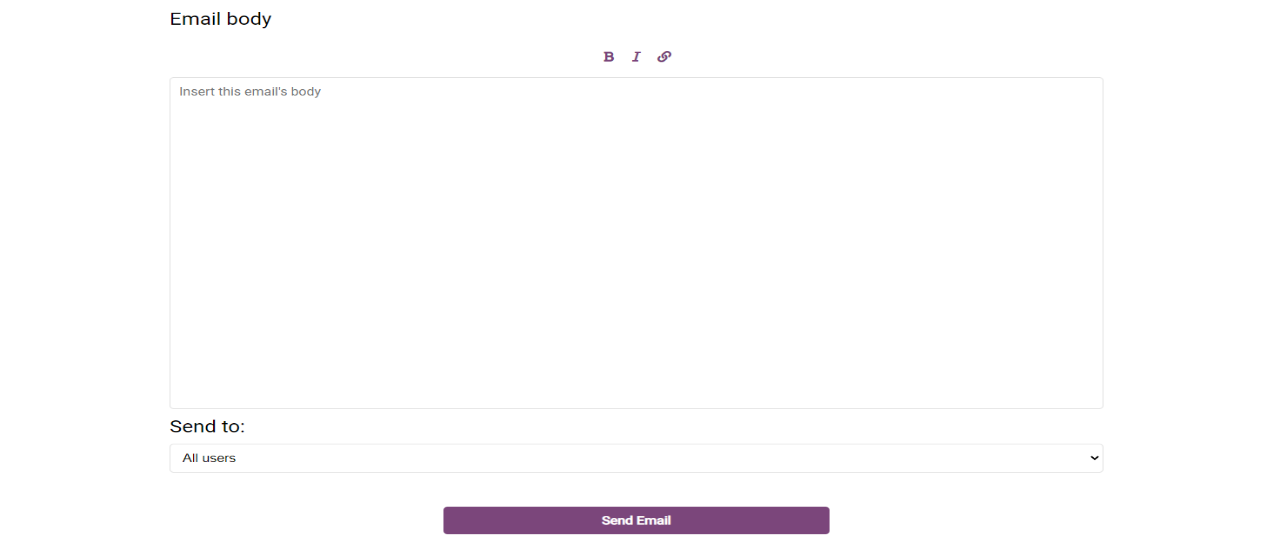 Email body
B I
Insert this email's body
Send to:
All users
Send Email